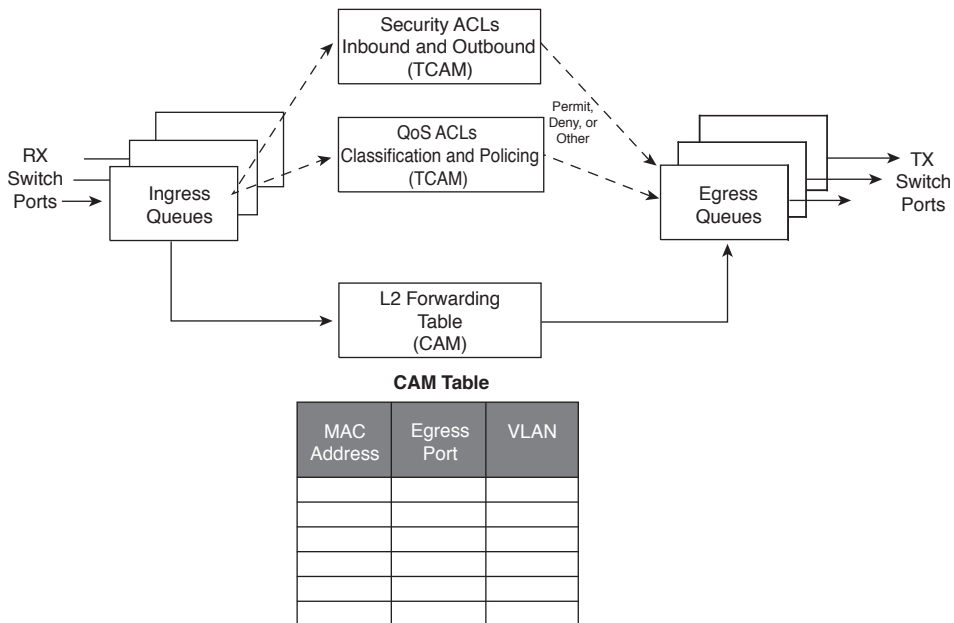 Security ACLs
Inbound and Outbound
(TCAM)
Permit,
Deny, or
Other
QoS ACLs
Classification and Policing
(TCAM)
RX
Switch
Ports
Ingress
Queues
Egress
Queues
TX
Switch
Ports
L2 Forwarding
Table
(CAM)
CAM Table
MAC
Address
Egress
Port
VLAN